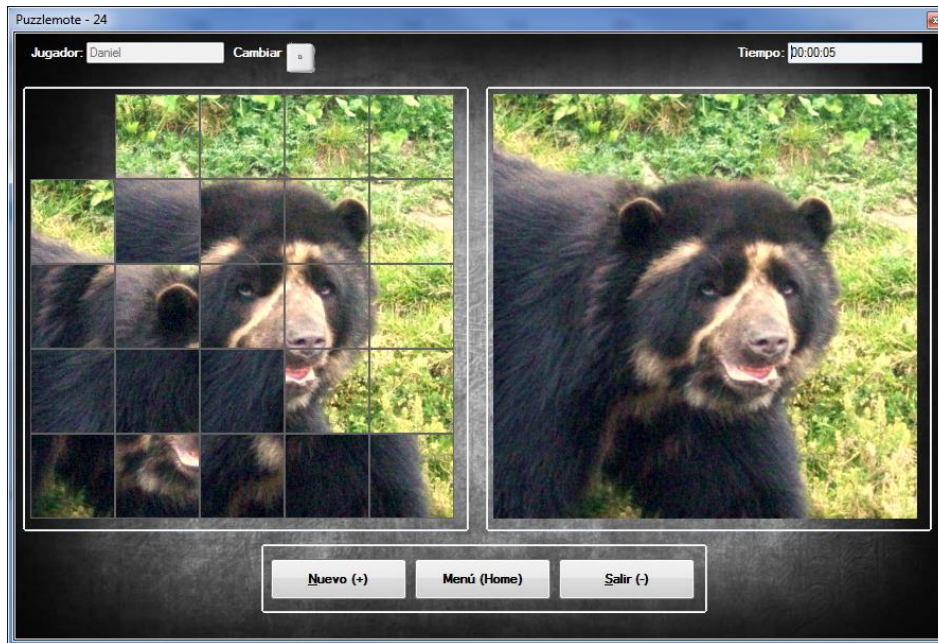 Puzzlemote - 24
Jugador: Daniel Cambiar Tiempo: 00:00:05
Nuevo (+) Menú (Home) Salir (-)